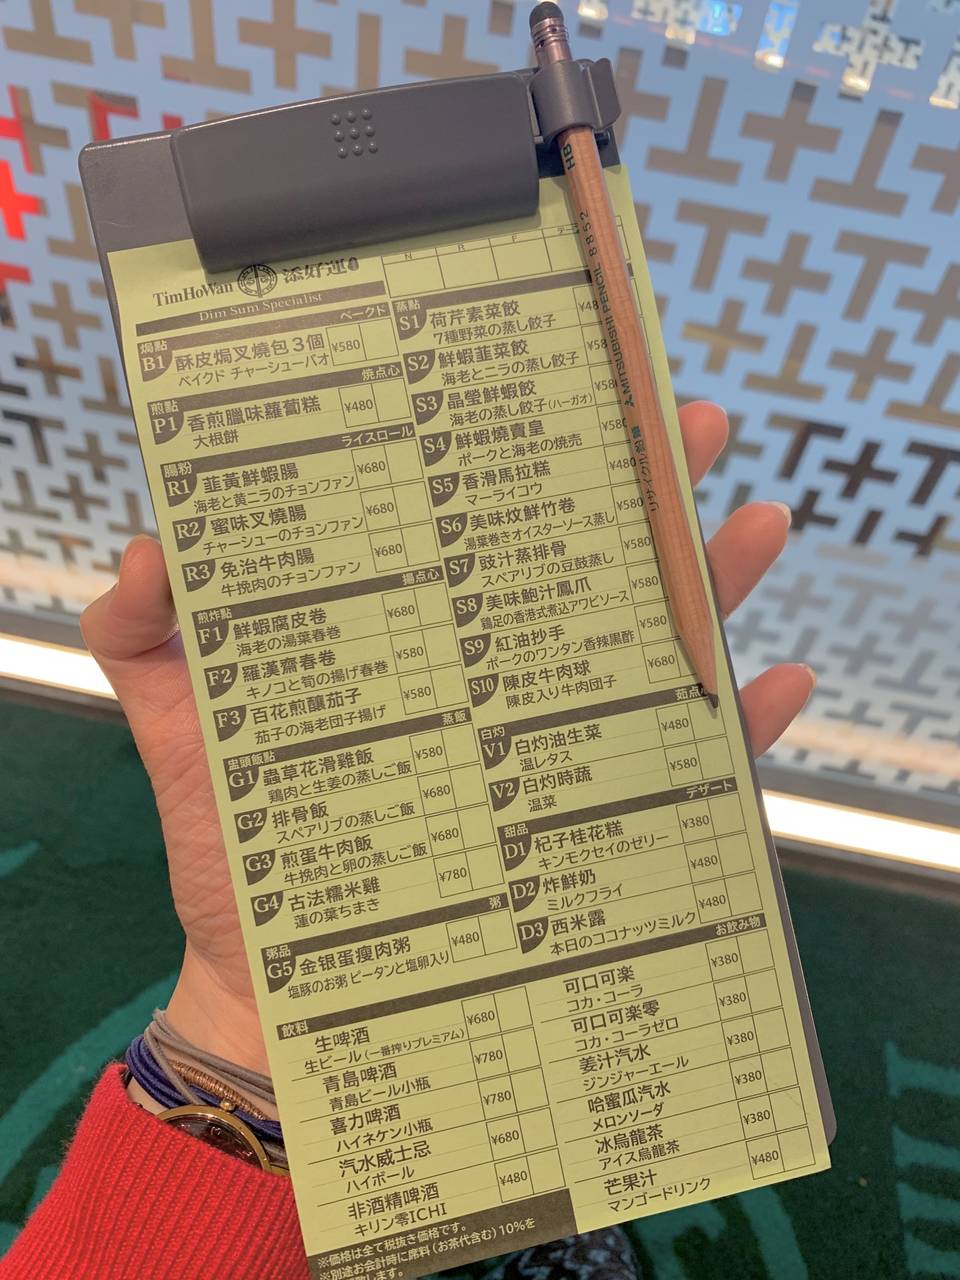 TimHoWan 添好運
Dim Sum Specialist
N R F テー
焗點 ベークド
B1 酥皮焗叉燒包３個 ¥580
ベイクド チャーシューバオ
煎點 焼点心
P1 香煎臘味蘿蔔糕 ¥480
大根餅
腸粉 ライスロール
R1 韮黃鮮蝦腸 ¥680
海老と黄ニラのチョンファン
R2 蜜味叉燒腸 ¥680
チャーシューのチョンファン
R3 免治牛肉腸 ¥680
牛挽肉のチョンファン
煎炸點 揚点心
F1 鮮蝦腐皮卷 ¥680
海老の湯葉春巻
F2 羅漢齋春卷 ¥580
キノコと筍の揚げ春巻
F3 百花煎釀茄子 ¥580
茄子の海老団子揚げ
盅頭飯點 蒸飯
G1 蟲草花滑雞飯 ¥580
鶏肉と生姜の蒸しご飯
G2 排骨飯 ¥680
スペアリブの蒸しご飯
G3 煎蛋牛肉飯 ¥680
牛挽肉と卵の蒸しご飯
G4 古法糯米雞 ¥780
蓮の葉ちまき
粥品 粥
G5 金银蛋瘦肉粥 ¥480
塩豚のお粥 ピータンと塩卵入り
蒸點
S1 荷芹素菜餃 ¥48
7種野菜の蒸し餃子
S2 鮮蝦韮菜餃 ¥58
海老とニラの蒸し餃子
S3 晶瑩鮮蝦餃 ¥58
海老の蒸し餃子(ハーガオ)
S4 鮮蝦燒賣皇 ¥580
ポークと海老の焼売
S5 香滑馬拉糕 ¥480
マーライコウ
S6 美味炆鮮竹卷 ¥580
湯葉巻きオイスターソース蒸し
S7 豉汁蒸排骨 ¥580
スペアリブの豆鼓蒸し
S8 美味鮑汁鳳爪 ¥580
鶏足の香港式煮込アワビソース
S9 紅油抄手 ¥580
ポークのワンタン香辣黒酢
S10 陳皮牛肉球 ¥680
陳皮入り牛肉団子
白灼 茹点心
V1 白灼油生菜 ¥480
温レタス
V2 白灼時蔬 ¥580
温菜
甜品 デザート
D1 杞子桂花糕 ¥380
キンモクセイのゼリー
D2 炸鮮奶 ¥480
ミルクフライ
D3 西米露 ¥480
本日のココナッツミルク
飲料 お飲み物
生啤酒 ¥680
生ビール(一番搾りプレミアム)
青島啤酒 ¥780
青島ビール小瓶
喜力啤酒 ¥780
ハイネケン小瓶
汽水威士忌 ¥680
ハイボール
非酒精啤酒 ¥480
キリン零ICHI
可口可楽 ¥380
コカ・コーラ
可口可楽零 ¥380
コカ・コーラゼロ
姜汁汽水 ¥380
ジンジャーエール
哈蜜瓜汽水 ¥380
メロンソーダ
冰烏龍茶 ¥380
アイス烏龍茶
芒果汁 ¥480
マンゴードリンク
※価格は全て税抜き価格です。
※別途お会計時に席料(お茶代含む)10%を
致します。
HB
8852
MITSUBISHI PENCIL
リサイクル鉛筆